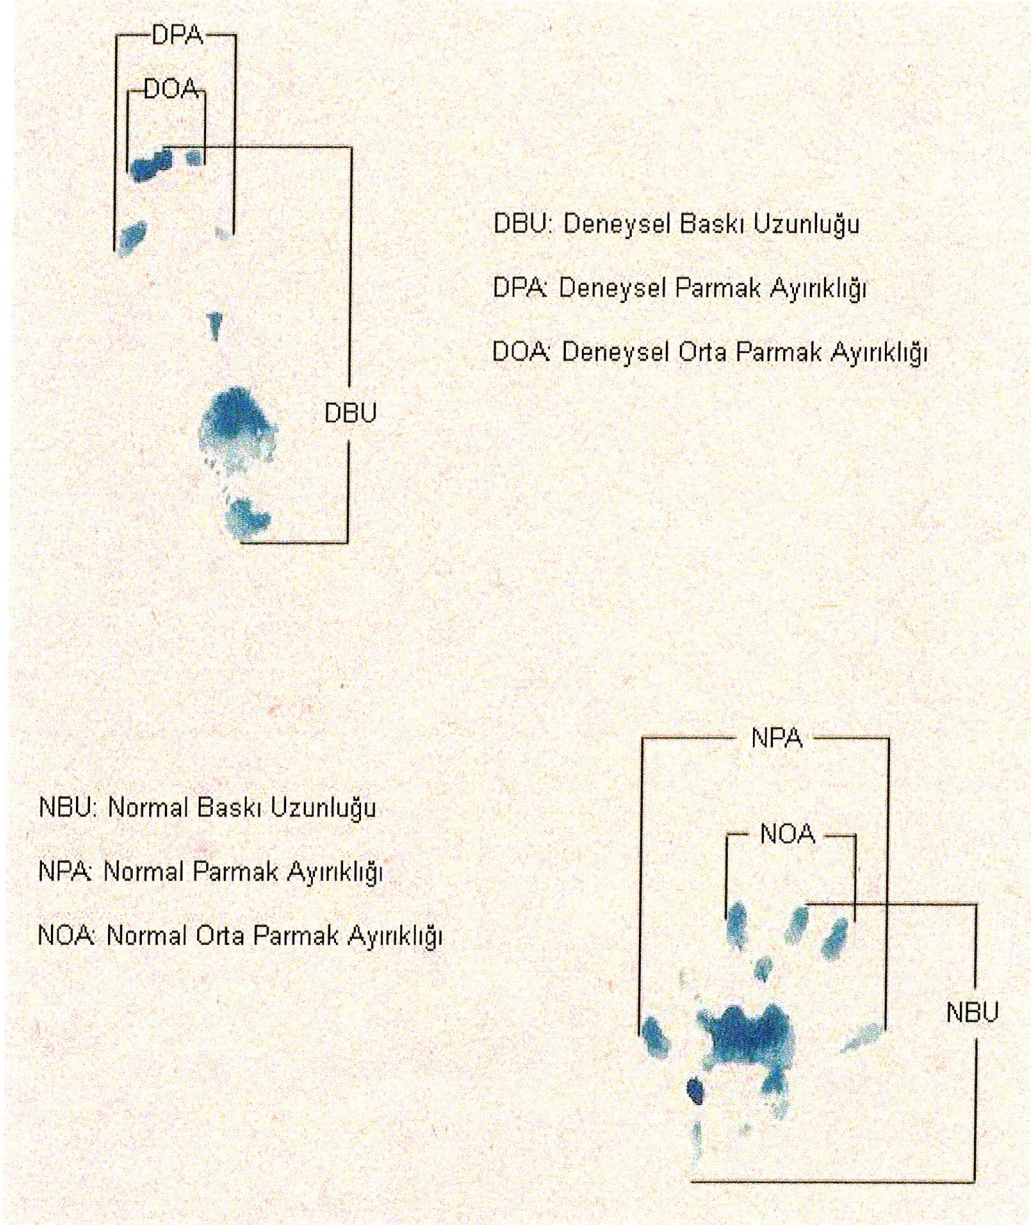 DPA
DOA
DBU: Deneysel Baskı Uzunluğu
DPA: Deneysel Parmak Ayırıklığı
DOA: Deneysel Orta Parmak Ayırıklığı
DBU
NPA
NBU: Normal Baskı Uzunluğu
NOA
NPA: Normal Parmak Ayırıklığı
NOA: Normal Orta Parmak Ayırıklığı
NBU